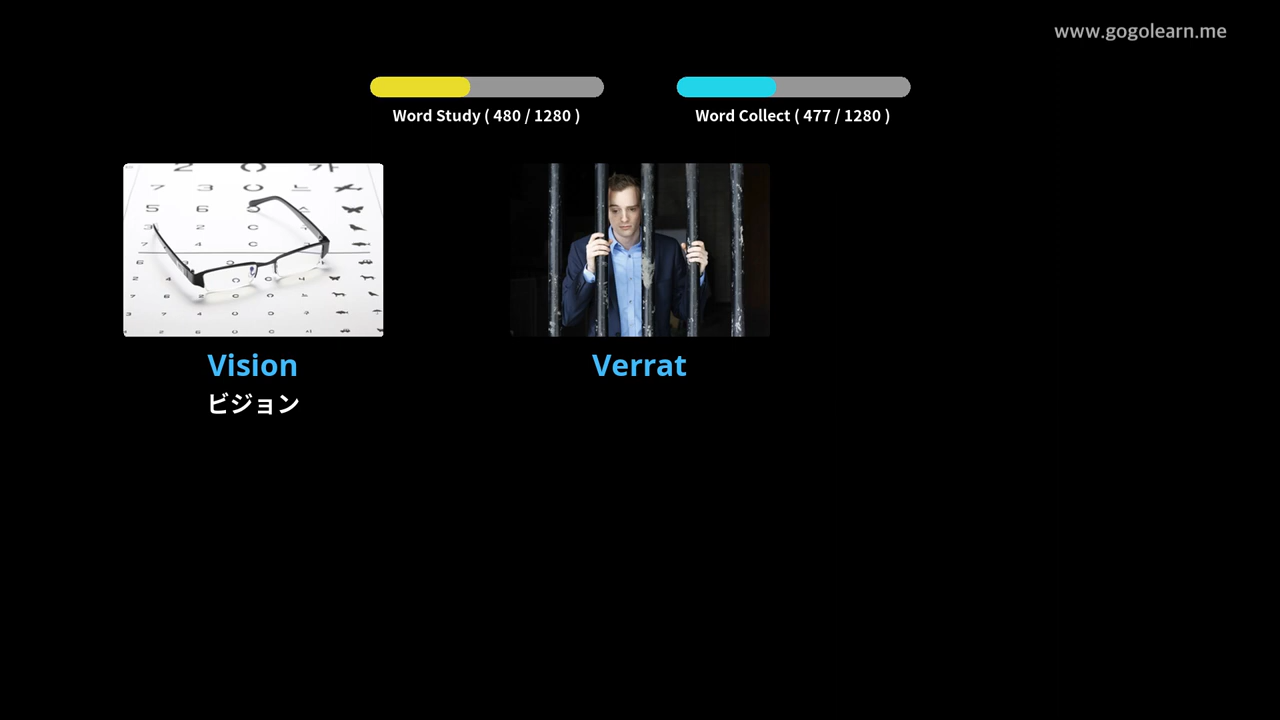 www.gogolearn.me
Word Study ( 480 / 1280 )
Word Collect ( 477 / 1280 )
Vision
Verrat
ビジョン